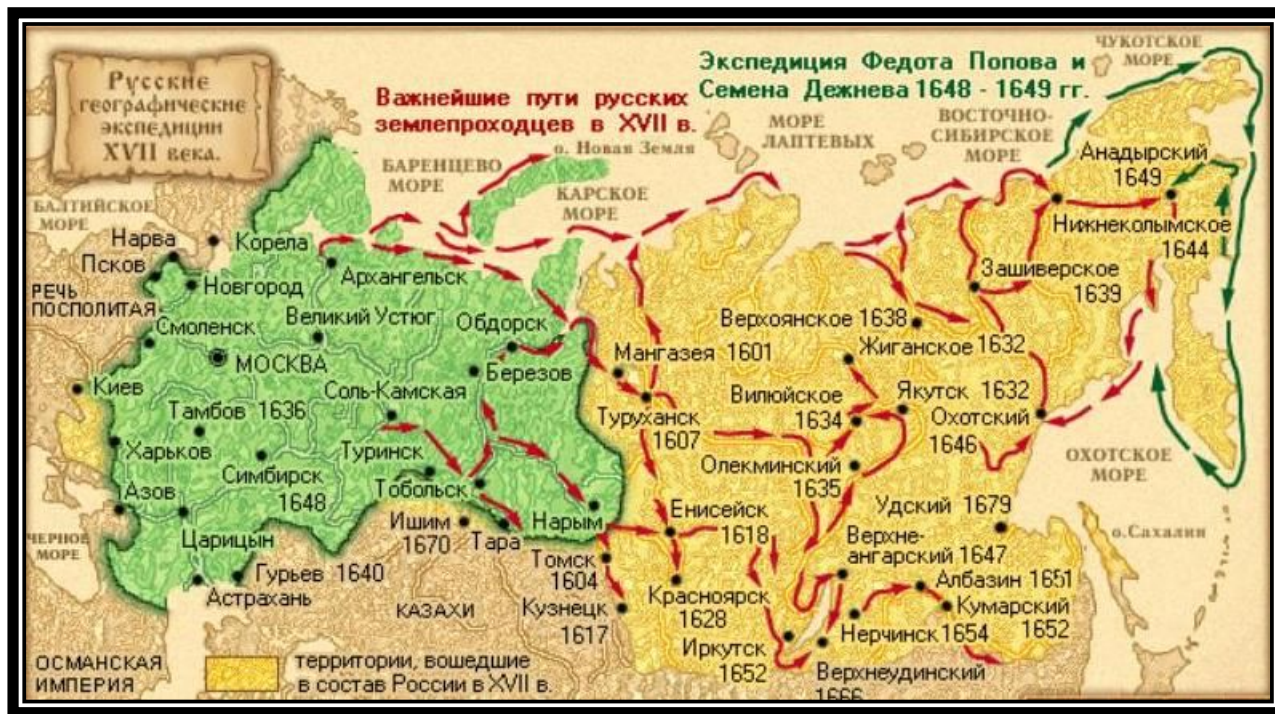 Русские
географические
экспедиции
XVII века.
Важнейшие пути русских
землепроходцев в XVII в.
Экспедиция Федота Попова и
Семена Дежнева 1648 - 1649 гг.
ЧУКОТСКОЕ
МОРЕ
ВОСТОЧНО-
СИБИРСКОЕ
МОРЕ
МОРЕ
ЛАПТЕВЫХ
о. Новая Земля
БАРЕНЦЕВО
МОРЕ
КАРСКОЕ
МОРЕ
БАЛТИЙСКОЕ
МОРЕ
Анадырский
1649
Нижнеколымское
1644
Зашиверское
1639
Нарва
Корела
Псков
Новгород
Архангельск
РЕЧЬ
ПОСПОЛИТАЯ
Смоленск
Великий Устюг
Обдорск
МОСКВА
Березов
Киев
Соль-Камская
Тамбов 1636
Харьков
Туринск
Симбирск
1648
Тобольск
Азов
Царицын
Ишим
1670
Тара
Нарым
ЧЕРНОЕ
МОРЕ
Гурьев 1640
Астрахань
КАЗАХИ
Томск
1604
Кузнецк
1617
Мангазея 1601
Туруханск
1607
Верхоянское 1638
Жиганское 1632
Вилюйское
1634
Якутск 1632
Охотский
1646
Олекминский
1635
ОХОТСКОЕ
МОРЕ
Енисейск
1618
Удский 1679
о.Сахалин
Верхне-
ангарский 1647
Красноярск
1628
Албазин 1651
Кумарский
1652
Нерчинск 1654
Иркутск
1652
Верхнеудинский
1666
ОСМАНСКАЯ
ИМПЕРИЯ
территории, вошедшие
в состав России в XVII в.